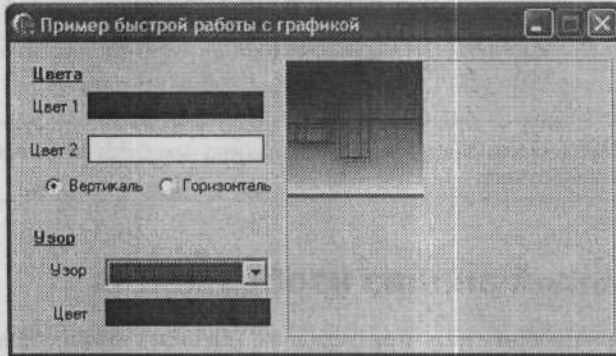 Пример быстрой работы с графикой
Цвета
Цвет 1
Цвет 2
Вертикаль Горизонталь
Узор
Узор
Цвет